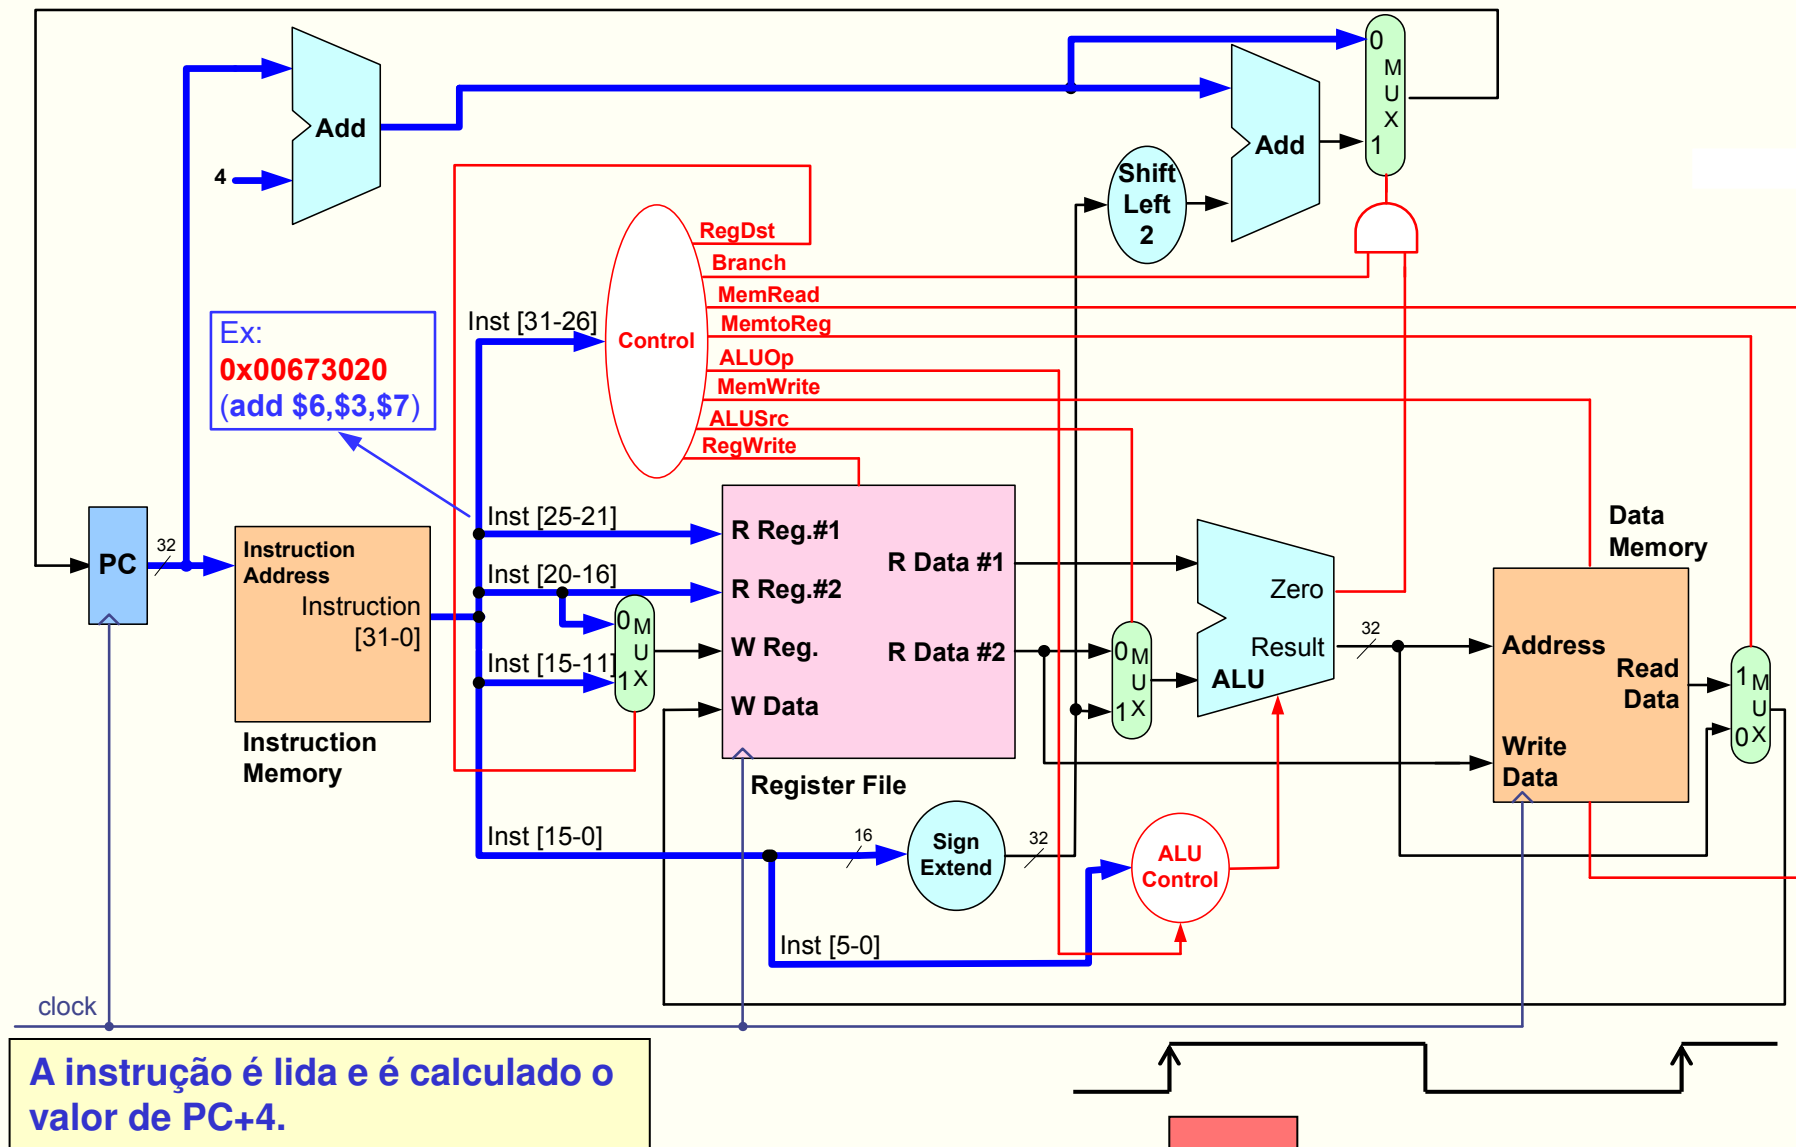 0
M
U
X
1
Add
4
Add
Shift
Left
2
RegDst
Branch
MemRead
MemtoReg
ALUOp
MemWrite
ALUSrc
RegWrite
Control
Inst [31-26]
Ex:
0x00673020
(add $6,$3,$7)
PC
32
Instruction
Address
Instruction
[31-0]
Instruction
Memory
Inst [25-21]
Inst [20-16]
Inst [15-11]
0
M
U
X
1
R Reg.#1
R Reg.#2
W Reg.
W Data
R Data #1
R Data #2
Register File
0
M
U
X
1
Zero
Result
ALU
32
Data
Memory
Address
Read
Data
Write
Data
1
M
U
X
0
Inst [15-0]
16
Sign
Extend
32
ALU
Control
Inst [5-0]
clock
A instrução é lida e é calculado o
valor de PC+4.